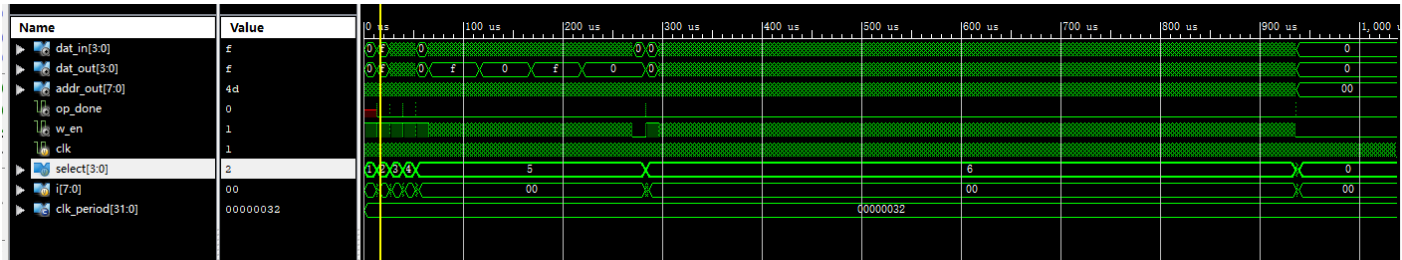 Name Value 0 us 100 us 200 us 300 us 400 us 500 us 600 us 700 us 800 us 900 us 1,000
dat_in[3:0] f 0 f 0 0 0 0
dat_out[3:0] f 0 f 0 f 0 f 0 0 0
addr_out[7:0] 4d 00
op_done 0
w_en 1
clk 1
select[3:0] 2 1 2 3 4 5 6 0
i[7:0] 00 00 00 00
clk_period[31:0] 00000032 00000032